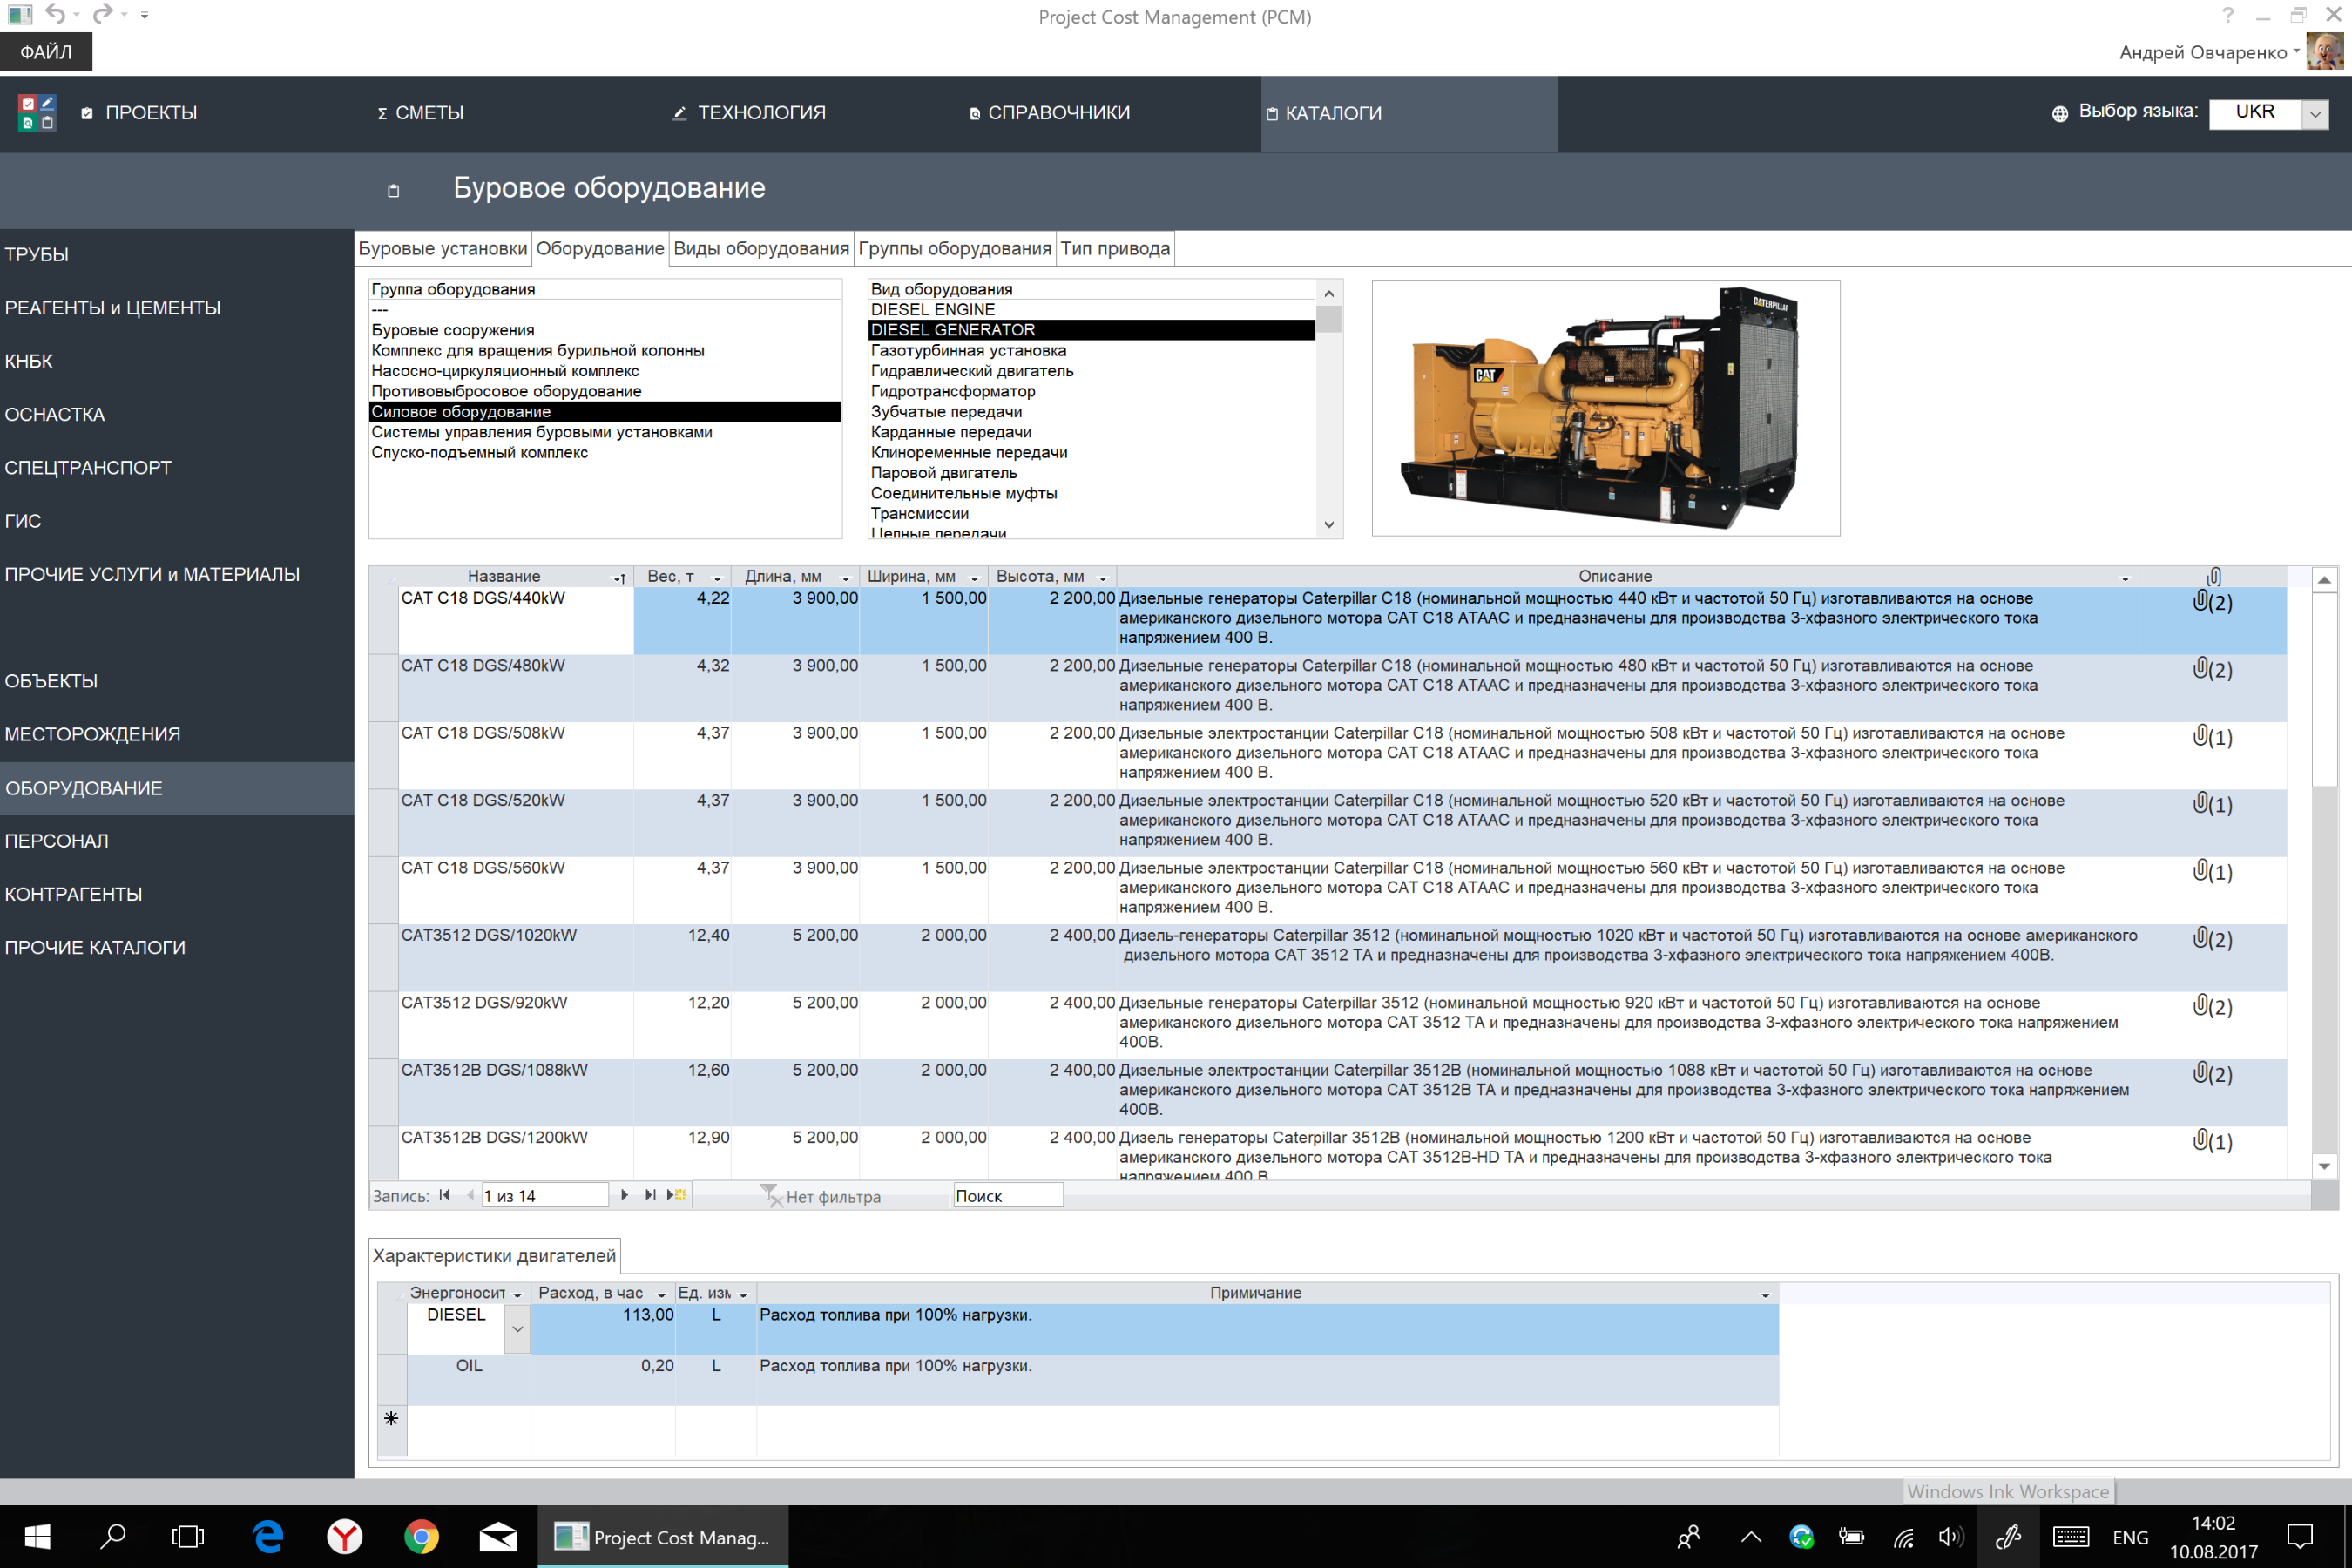 Project Cost Management (PCM)
ФАЙЛ
Андрей Овчаренко
ПРОЕКТЫ
Σ СМЕТЫ
ТЕХНОЛОГИЯ
СПРАВОЧНИКИ
КАТАЛОГИ
Выбор языка: UKR
Буровое оборудование
ТРУБЫ
РЕАГЕНТЫ и ЦЕМЕНТЫ
КНБК
ОСНАСТКА
СПЕЦТРАНСПОРТ
ГИС
ПРОЧИЕ УСЛУГИ и МАТЕРИАЛЫ
ОБЪЕКТЫ
МЕСТОРОЖДЕНИЯ
ОБОРУДОВАНИЕ
ПЕРСОНАЛ
КОНТРАГЕНТЫ
ПРОЧИЕ КАТАЛОГИ
Буровые установки Оборудование Виды оборудования Группы оборудования Тип привода
Группа оборудования
---
Буровые сооружения
Комплекс для вращения бурильной колонны
Насосно-циркуляционный комплекс
Противовыбросовое оборудование
Силовое оборудование
Системы управления буровыми установками
Спуско-подъемный комплекс
Вид оборудования
DIESEL ENGINE
DIESEL GENERATOR
Газотурбинная установка
Гидравлический двигатель
Гидротрансформатор
Зубчатые передачи
Карданные передачи
Клиноременные передачи
Паровой двигатель
Соединительные муфты
Трансмиссии
Цепные передачи
CATERPILLAR
CAT
Название Вес, т Длина, мм Ширина, мм Высота, мм Описание
CAT C18 DGS/440kW 4,22 3 900,00 1 500,00 2 200,00 Дизельные генераторы Caterpillar C18 (номинальной мощностью 440 кВт и частотой 50 Гц) изготавливаются на основе (2)
американского дизельного мотора CAT C18 ATAAC и предназначены для производства 3-хфазного электрического тока
напряжением 400 В.
CAT C18 DGS/480kW 4,32 3 900,00 1 500,00 2 200,00 Дизельные генераторы Caterpillar C18 (номинальной мощностью 480 кВт и частотой 50 Гц) изготавливаются на основе (2)
американского дизельного мотора CAT C18 ATAAC и предназначены для производства 3-хфазного электрического тока
напряжением 400 В.
CAT C18 DGS/508kW 4,37 3 900,00 1 500,00 2 200,00 Дизельные электростанции Caterpillar C18 (номинальной мощностью 508 кВт и частотой 50 Гц) изготавливаются на основе (1)
американского дизельного мотора CAT C18 ATAAC и предназначены для производства 3-хфазного электрического тока
напряжением 400 В.
CAT C18 DGS/520kW 4,37 3 900,00 1 500,00 2 200,00 Дизельные электростанции Caterpillar C18 (номинальной мощностью 520 кВт и частотой 50 Гц) изготавливаются на основе (1)
американского дизельного мотора CAT C18 ATAAC и предназначены для производства 3-хфазного электрического тока
напряжением 400 В.
CAT C18 DGS/560kW 4,37 3 900,00 1 500,00 2 200,00 Дизельные электростанции Caterpillar C18 (номинальной мощностью 560 кВт и частотой 50 Гц) изготавливаются на основе (1)
американского дизельного мотора CAT C18 ATAAC и предназначены для производства 3-хфазного электрического тока
напряжением 400 В.
CAT3512 DGS/1020kW 12,40 5 200,00 2 000,00 2 400,00 Дизель-генераторы Caterpillar 3512 (номинальной мощностью 1020 кВт и частотой 50 Гц) изготавливаются на основе американского (2)
дизельного мотора CAT 3512 TA и предназначены для производства 3-хфазного электрического тока напряжением 400В.
CAT3512 DGS/920kW 12,20 5 200,00 2 000,00 2 400,00 Дизельные генераторы Caterpillar 3512 (номинальной мощностью 920 кВт и частотой 50 Гц) изготавливаются на основе (2)
американского дизельного мотора CAT 3512 TA и предназначены для производства 3-хфазного электрического тока напряжением
400В.
CAT3512B DGS/1088kW 12,60 5 200,00 2 000,00 2 400,00 Дизельные электростанции Caterpillar 3512B (номинальной мощностью 1088 кВт и частотой 50 Гц) изготавливаются на основе (2)
американского дизельного мотора CAT 3512B TA и предназначены для производства 3-хфазного электрического тока напряжением
400В.
CAT3512B DGS/1200kW 12,90 5 200,00 2 000,00 2 400,00 Дизель генераторы Caterpillar 3512B (номинальной мощностью 1200 кВт и частотой 50 Гц) изготавливаются на основе (1)
американского дизельного мотора CAT 3512B-HD TA и предназначены для производства 3-хфазного электрического тока
напряжением 400 В
Запись: 1 из 14 Нет фильтра Поиск
Характеристики двигателей
Энергоносит Расход, в час Ед. изм Примичание
DIESEL 113,00 L Расход топлива при 100% нагрузки.
OIL 0,20 L Расход топлива при 100% нагрузки.
Windows Ink Workspace
Project Cost Manag...
ENG
14:02
10.08.2017